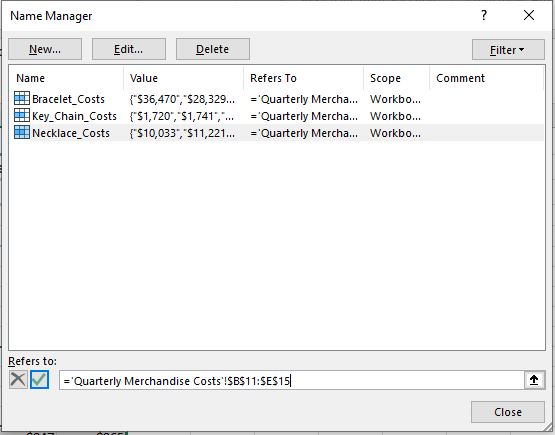 Name Manager ? ×
New... Edit... Delete Filter
Name Value Refers To Scope Comment
Bracelet_Costs {"$36,470","$28,329... ='Quarterly Mercha... Workbo...
Key_Chain_Costs {"$1,720","$1,741",... ='Quarterly Mercha... Workbo...
Necklace_Costs {"$10,033","$11,221... ='Quarterly Mercha... Workbo...
Refers to:
='Quarterly Merchandise Costs'!$B$11:$E$15
Close